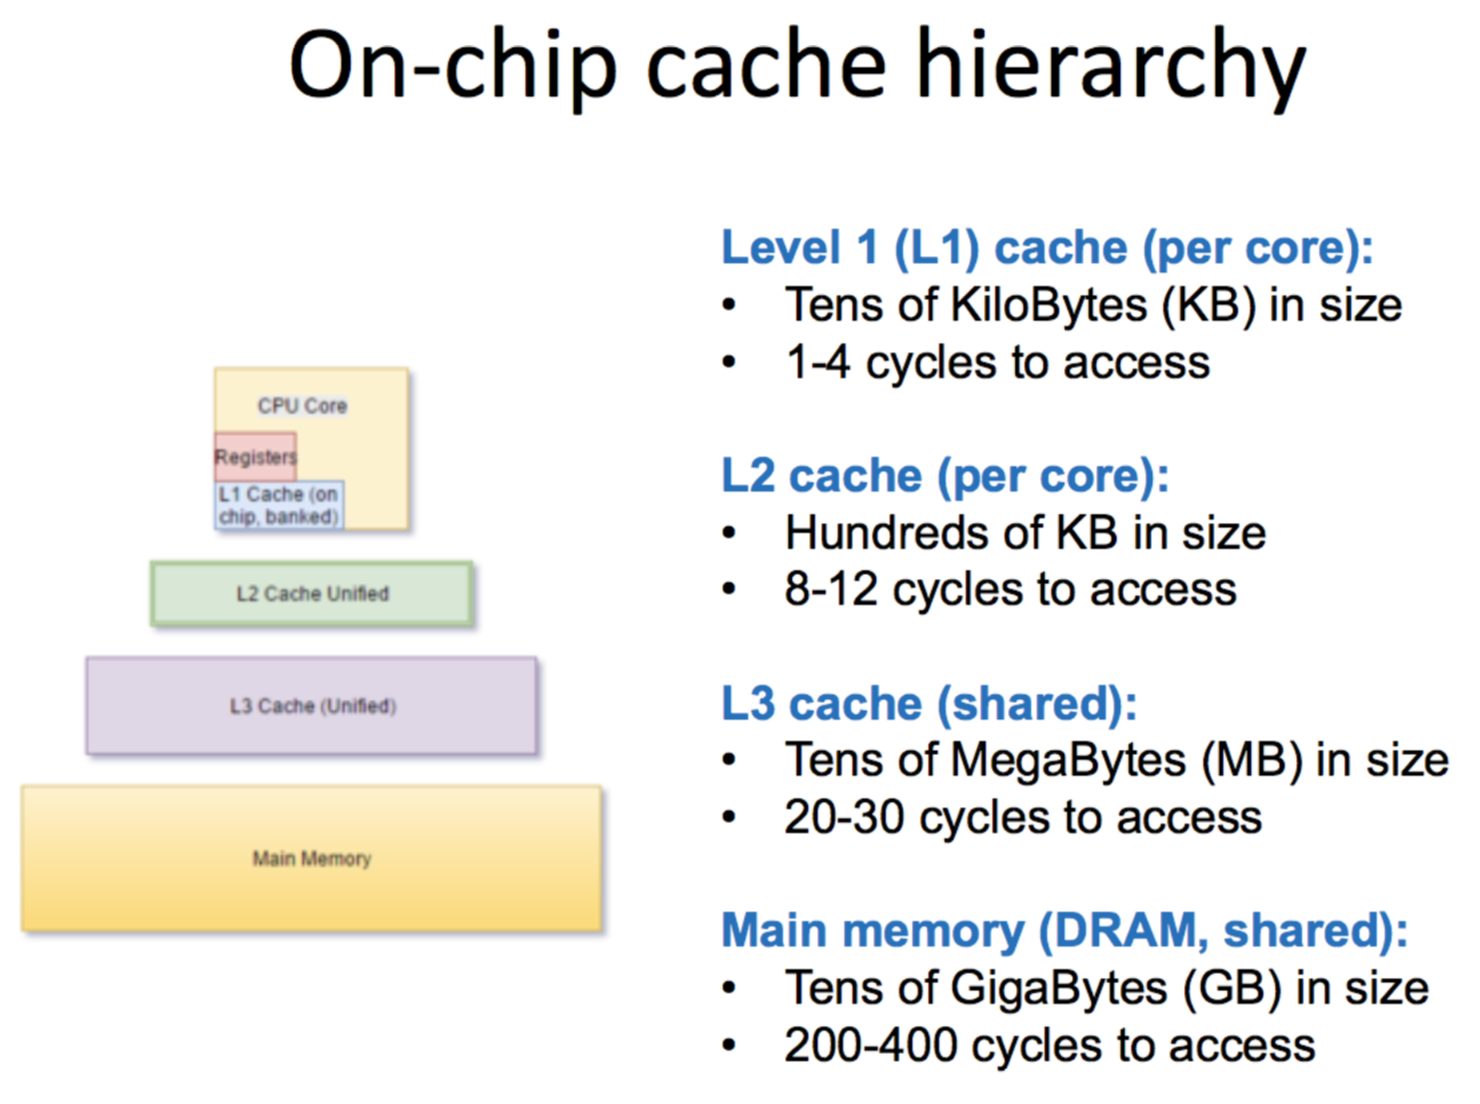 On-chip cache hierarchy
CPU Core
Registers
L1 Cache (on
chip, banked)
L2 Cache Unified
L3 Cache (Unified)
Main Memory
Level 1 (L1) cache (per core):
• Tens of KiloBytes (KB) in size
• 1-4 cycles to access
L2 cache (per core):
• Hundreds of KB in size
• 8-12 cycles to access
L3 cache (shared):
• Tens of MegaBytes (MB) in size
• 20-30 cycles to access
Main memory (DRAM, shared):
• Tens of GigaBytes (GB) in size
• 200-400 cycles to access